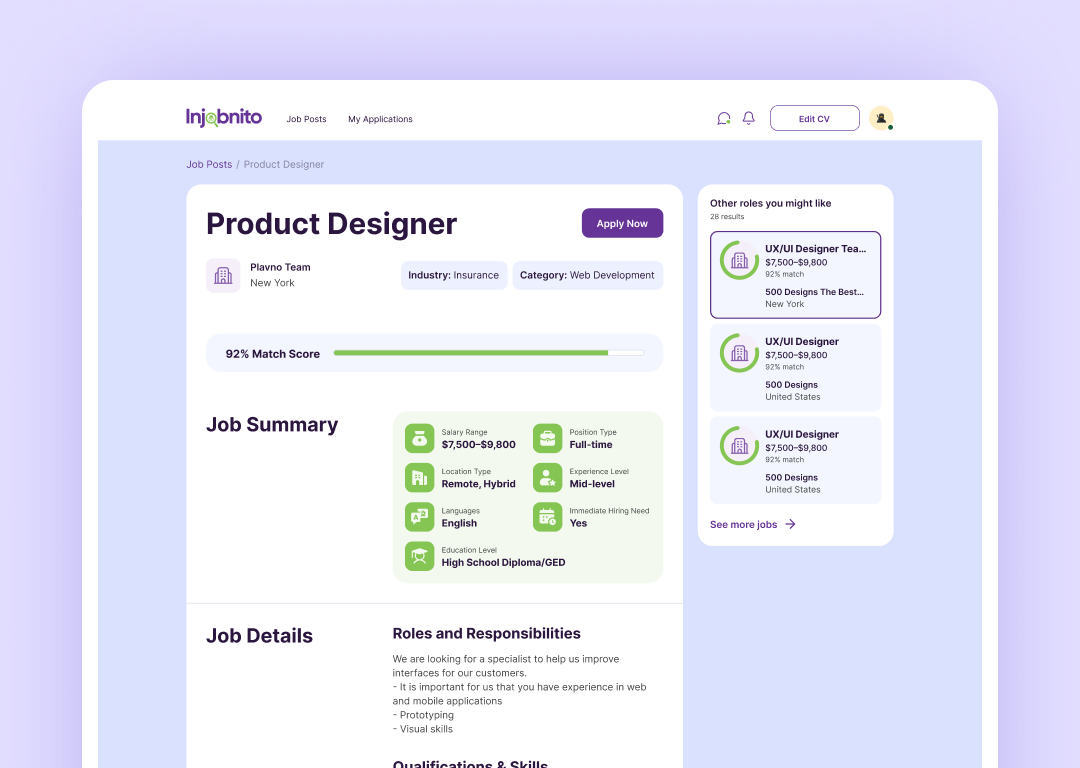 Injobnito
Job Posts
My Applications
Edit CV
Job Posts / Product Designer
Product Designer
Apply Now
Plavno Team
New York
Industry: Insurance
Category: Web Development
92% Match Score
Job Summary
Salary Range
$7,500–$9,800
Position Type
Full-time
Location Type
Remote, Hybrid
Experience Level
Mid-level
Languages
English
Immediate Hiring Need
Yes
Education Level
High School Diploma/GED
Job Details
Roles and Responsibilities
We are looking for a specialist to help us improve
interfaces for our customers.
- It is important for us that you have experience in web
and mobile applications
- Prototyping
- Visual skills
Qualifications & Skills
Other roles you might like
28 results
UX/UI Designer Tea...
$7,500–$9,800
92% match
500 Designs The Best...
New York
UX/UI Designer
$7,500–$9,800
92% match
500 Designs
United States
UX/UI Designer
$7,500–$9,800
92% match
500 Designs
United States
See more jobs